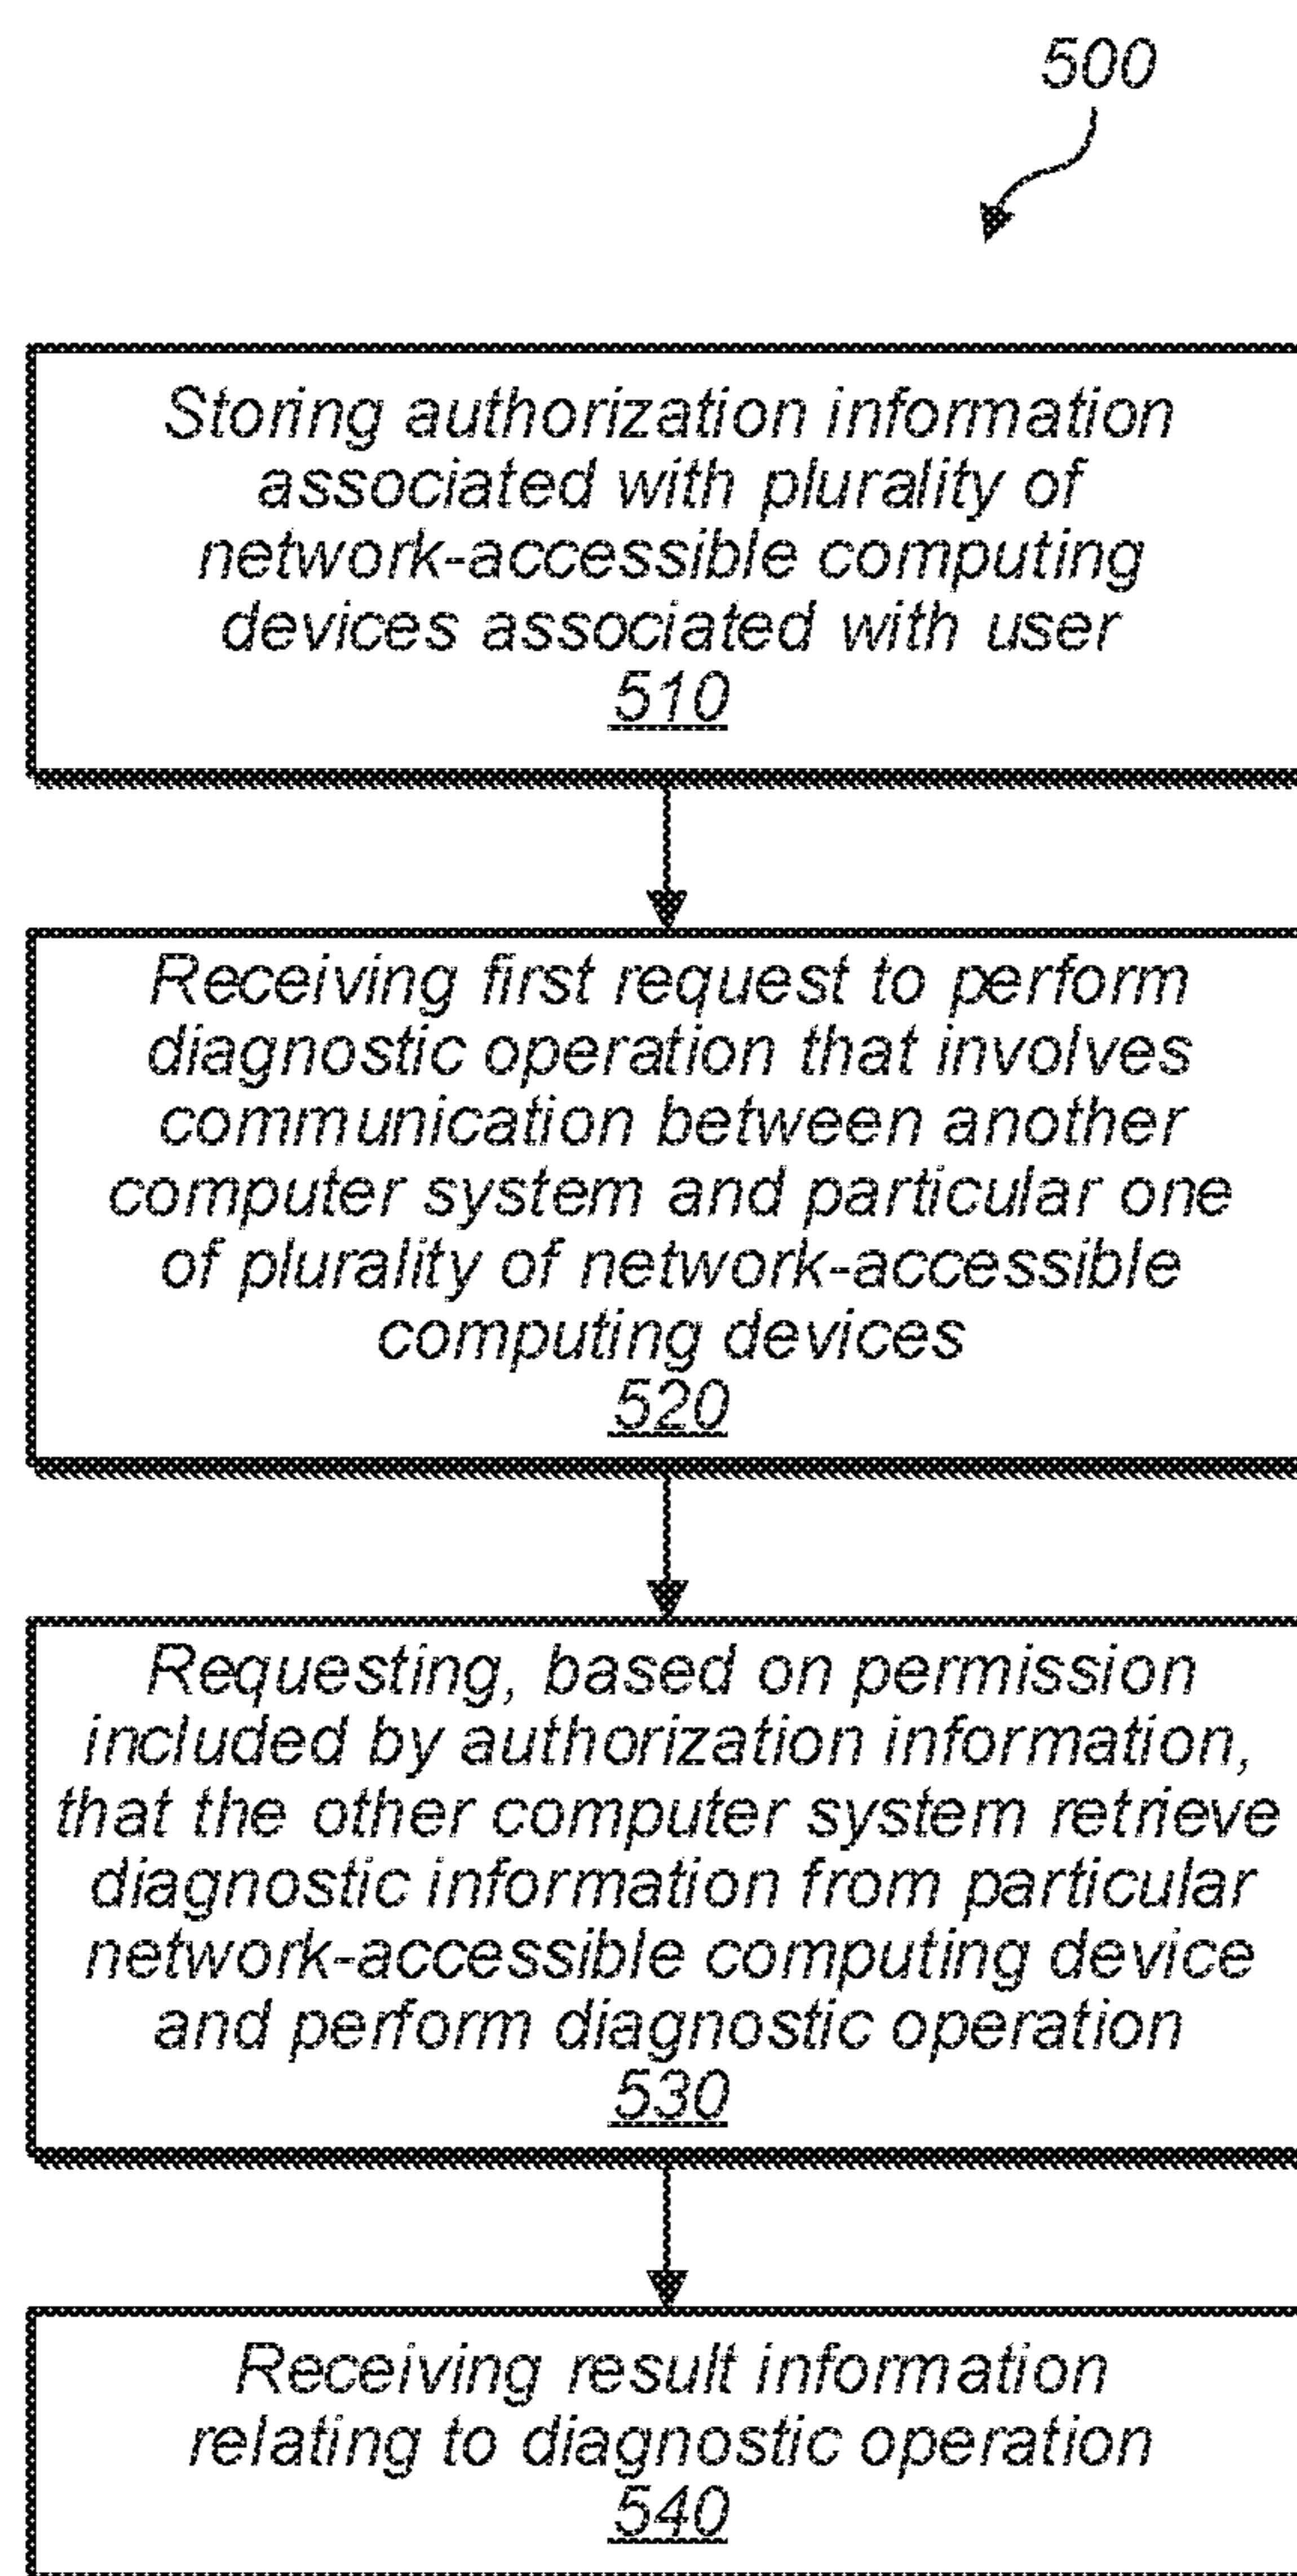 500
Storing authorization information
associated with plurality of
network-accessible computing
devices associated with user
510
Receiving first request to perform
diagnostic operation that involves
communication between another
computer system and particular one
of plurality of network-accessible
computing devices
520
Requesting, based on permission
included by authorization information,
that the other computer system retrieve
diagnostic information from particular
network-accessible computing device
and perform diagnostic operation
530
Receiving result information
relating to diagnostic operation
540